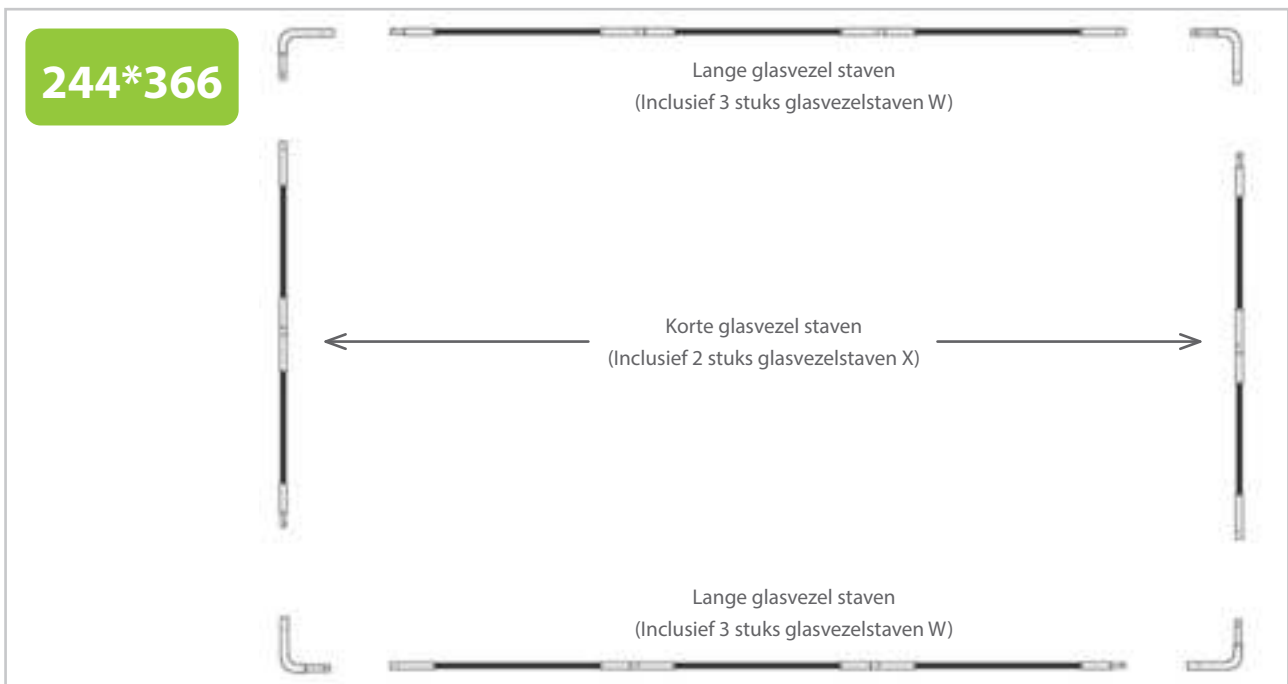 244*366
Lange glasvezel staven
(Inclusief 3 stuks glasvezelstaven W)
Korte glasvezel staven
(Inclusief 2 stuks glasvezelstaven X)
Lange glasvezel staven
(Inclusief 3 stuks glasvezelstaven W)